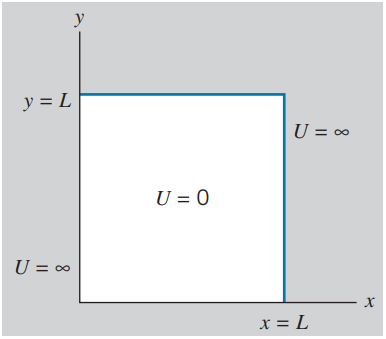 y
y = L
U = ∞
U = 0
U = ∞
x
x = L